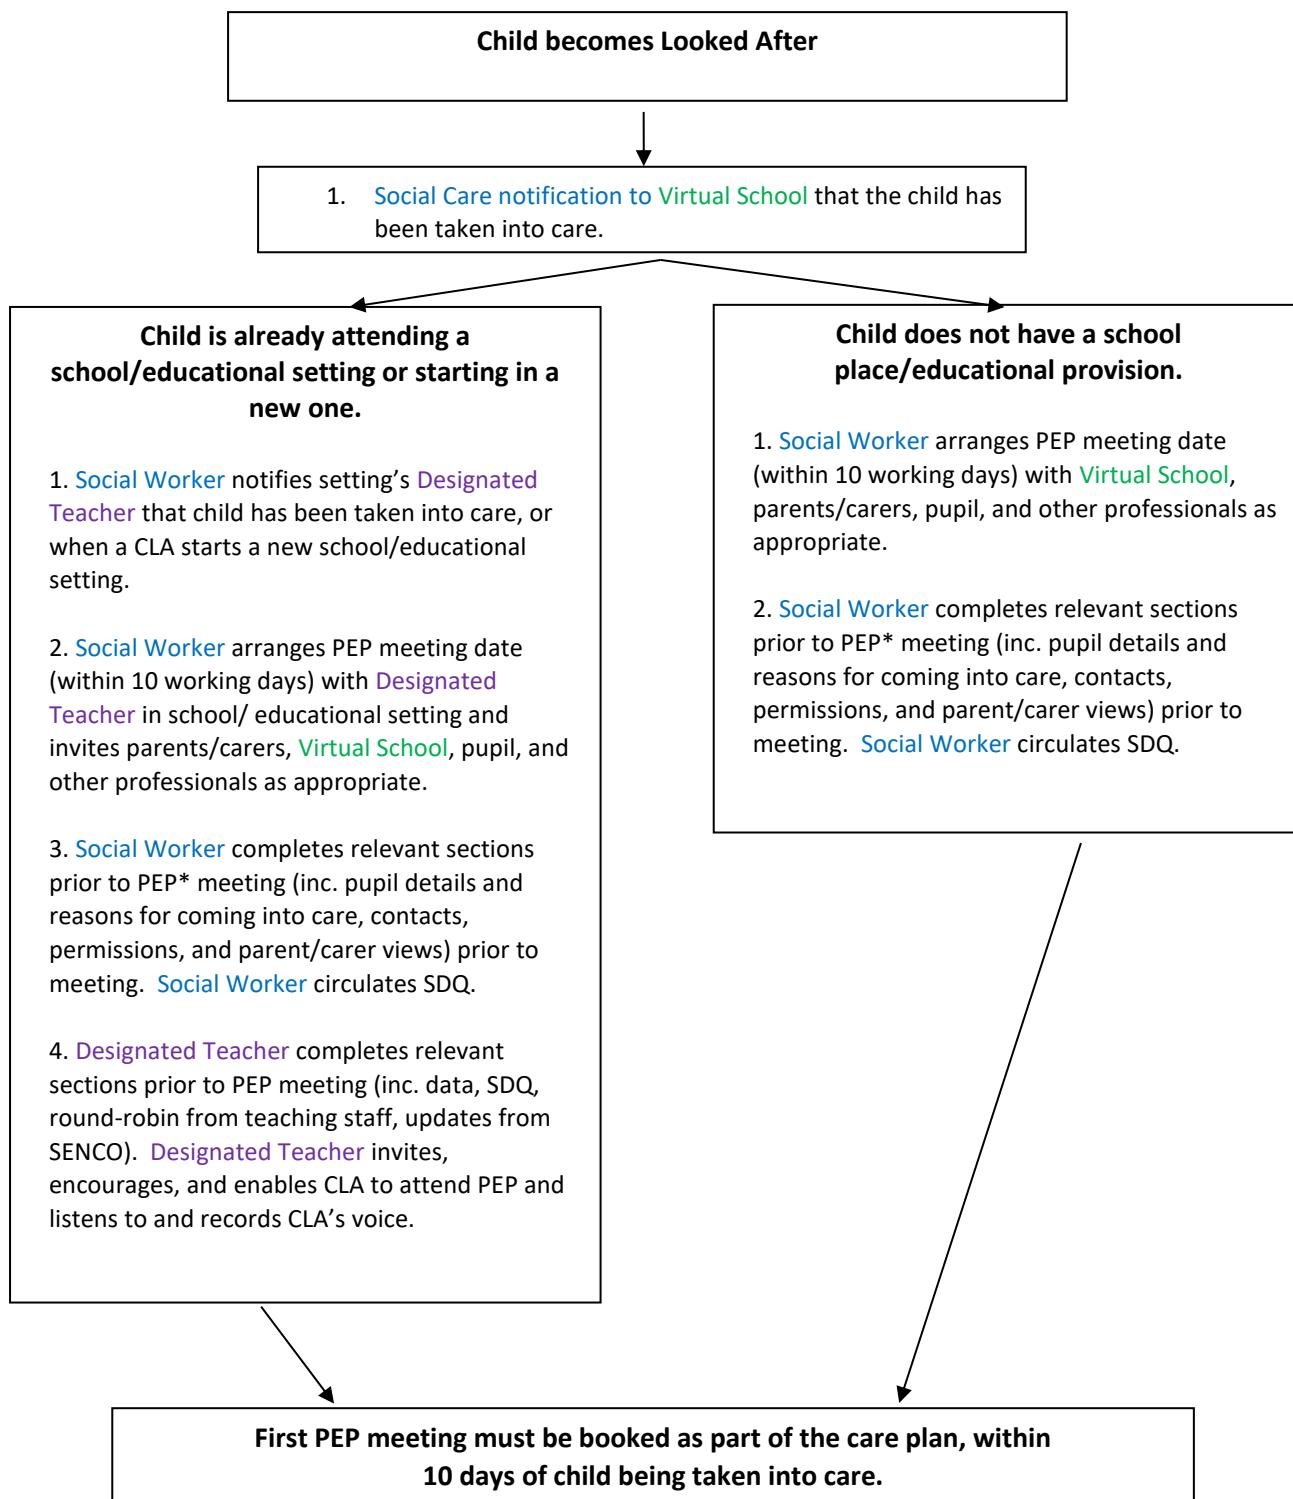 Child becomes Looked After
1. Social Care notification to Virtual School that the child has
been taken into care.
Child is already attending a
school/educational setting or starting in a
new one.
1. Social Worker notifies setting’s Designated
Teacher that child has been taken into care, or
when a CLA starts a new school/educational
setting.
2. Social Worker arranges PEP meeting date
(within 10 working days) with Designated
Teacher in school/ educational setting and
invites parents/carers, Virtual School, pupil, and
other professionals as appropriate.
3. Social Worker completes relevant sections
prior to PEP* meeting (inc. pupil details and
reasons for coming into care, contacts,
permissions, and parent/carer views) prior to
meeting.  Social Worker circulates SDQ.
4. Designated Teacher completes relevant
sections prior to PEP meeting (inc. data, SDQ,
round-robin from teaching staff, updates from
SENCO).  Designated Teacher invites,
encourages, and enables CLA to attend PEP and
listens to and records CLA’s voice.
Child does not have a school
place/educational provision.
1. Social Worker arranges PEP meeting date
(within 10 working days) with Virtual School,
parents/carers, pupil, and other professionals as
appropriate.
2. Social Worker completes relevant sections
prior to PEP* meeting (inc. pupil details and
reasons for coming into care, contacts,
permissions, and parent/carer views) prior to
meeting.  Social Worker circulates SDQ.
First PEP meeting must be booked as part of the care plan, within
10 days of child being taken into care.